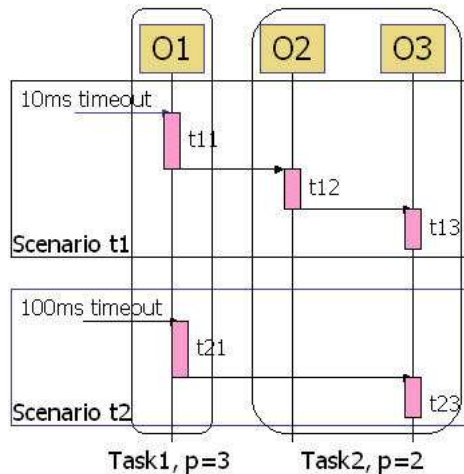 O1 O2 O3
10ms timeout
t11
t12
t13
Scenario t1
100ms timeout
t21
t23
Scenario t2
Task1, p=3 Task2, p=2